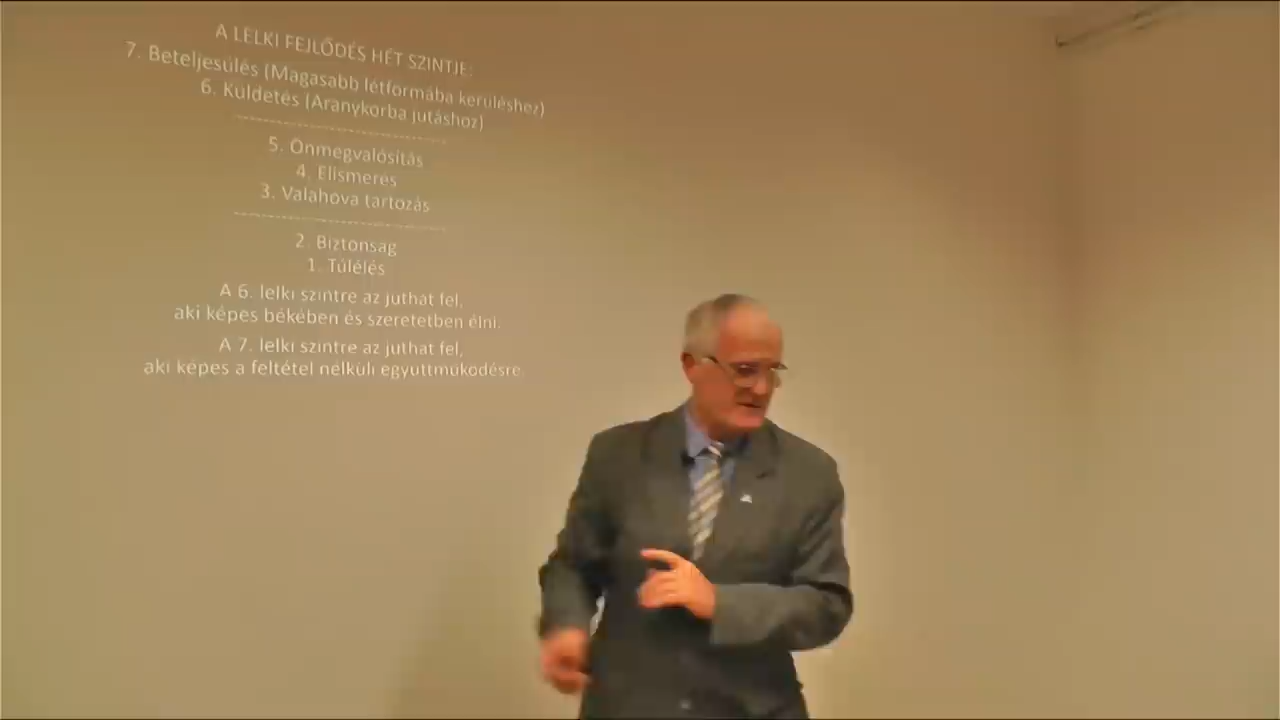 A LELKI FEJLŐDÉS HÉT SZINTJE:
7. Beteljesülés (Magasabb létformába kerüléshez)
6. Küldetés (Aranykorba jutáshoz)
--------------------------------
5. Önmegvalósítás
4. Elismerés
3. Valahova tartozás
--------------------------------
2. Biztonság
1. Túlélés
A 6. lelki szintre az juthat fel,
aki képes békében és szeretetben élni.
A 7. lelki szintre az juthat fel,
aki képes a feltétel nélküli együttműködésre.